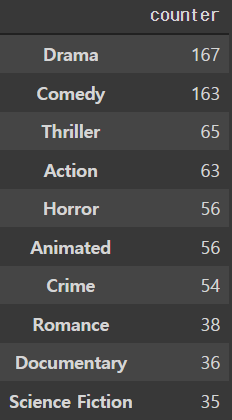 counter
Drama 167
Comedy 163
Thriller 65
Action 63
Horror 56
Animated 56
Crime 54
Romance 38
Documentary 36
Science Fiction 35